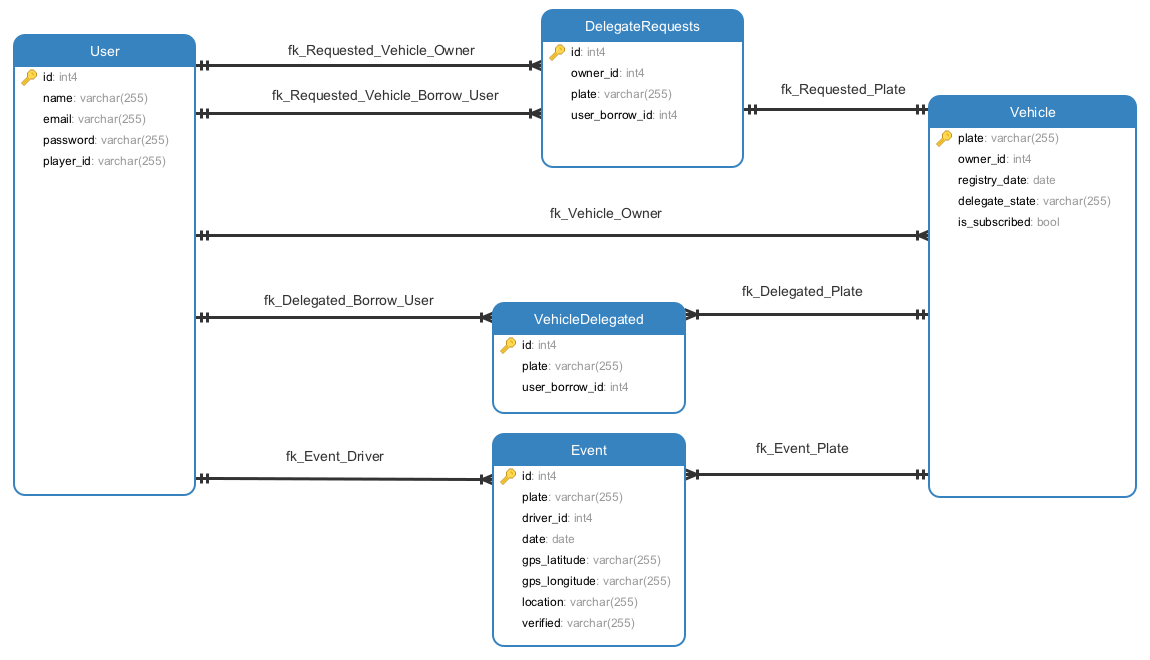 User
id: int4
name: varchar(255)
email: varchar(255)
password: varchar(255)
player_id: varchar(255)
fk_Requested_Vehicle_Owner
fk_Requested_Vehicle_Borrow_User
DelegateRequests
id: int4
owner_id: int4
plate: varchar(255)
user_borrow_id: int4
fk_Requested_Plate
Vehicle
plate: varchar(255)
owner_id: int4
registry_date: date
delegate_state: varchar(255)
is_subscribed: bool
fk_Vehicle_Owner
fk_Delegated_Borrow_User
fk_Delegated_Plate
VehicleDelegated
id: int4
plate: varchar(255)
user_borrow_id: int4
fk_Event_Driver
fk_Event_Plate
Event
id: int4
plate: varchar(255)
driver_id: int4
date: date
gps_latitude: varchar(255)
gps_longitude: varchar(255)
location: varchar(255)
verified: varchar(255)